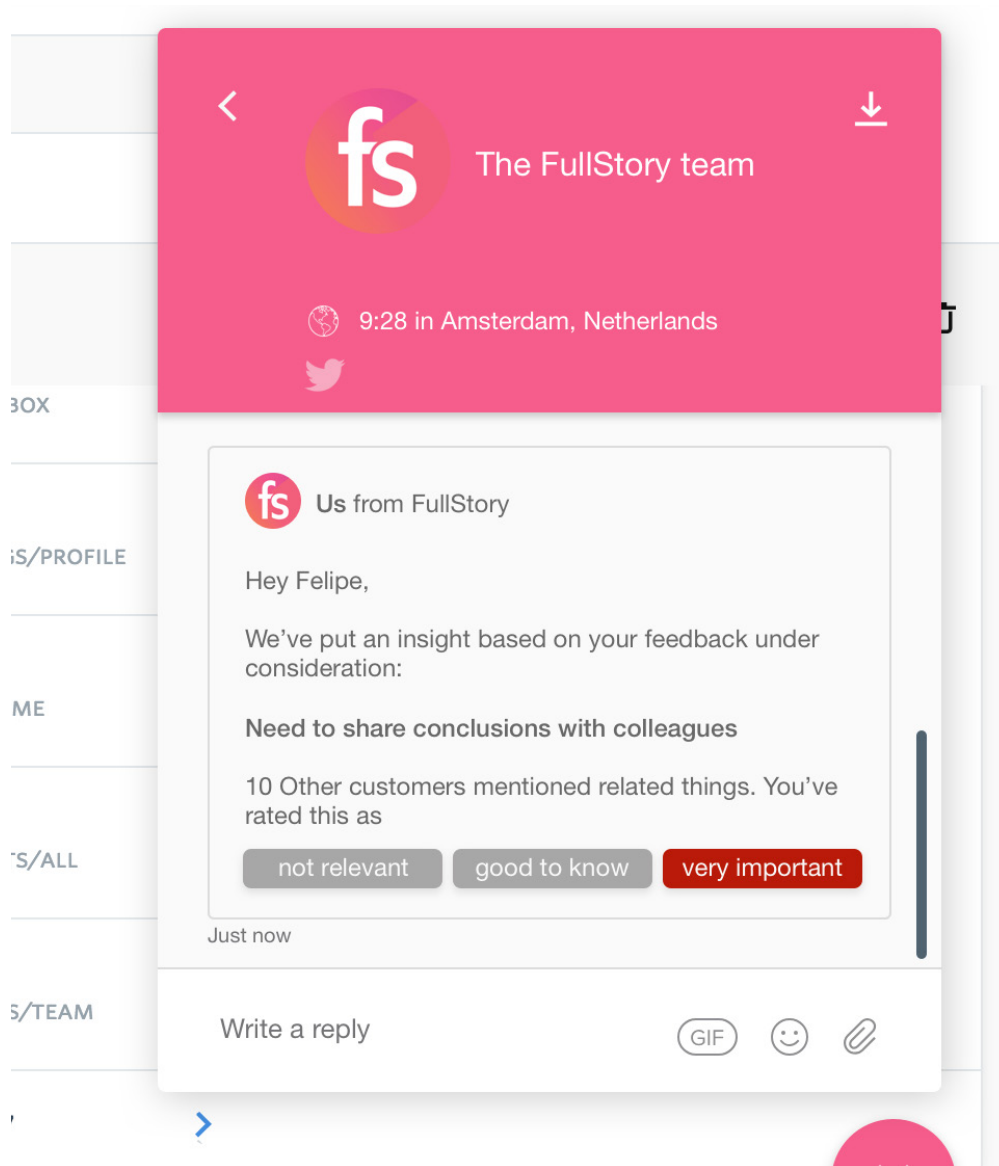 fs
The FullStory team
9:28 in Amsterdam, Netherlands
BOX
fs
Us from FullStory
GS/PROFILE
Hey Felipe,
We’ve put an insight based on your feedback under
consideration:
ME
Need to share conclusions with colleagues
10 Other customers mentioned related things. You’ve
rated this as
TS/ALL
not relevant good to know very important
Just now
S/TEAM
Write a reply
GIF